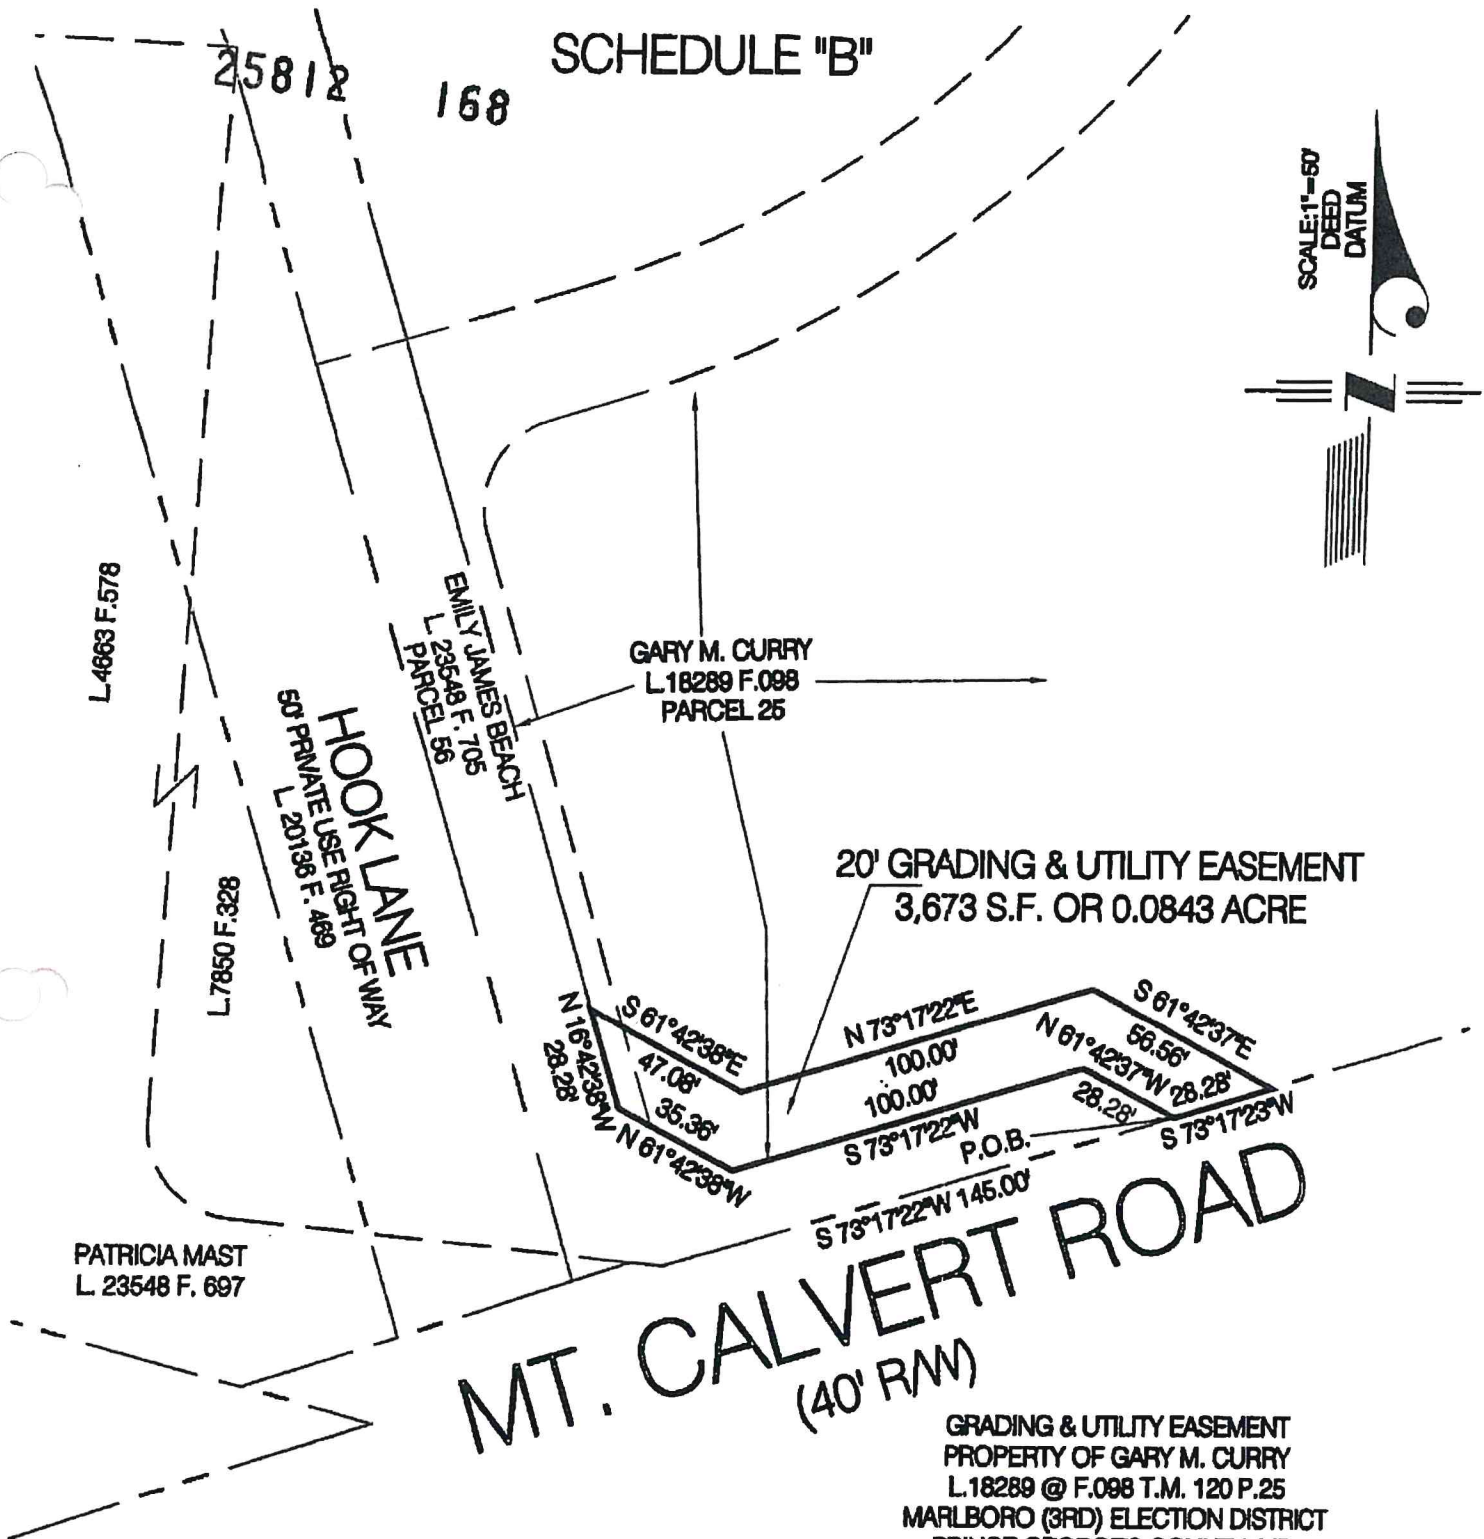 SCHEDULE "B"
25812 168
SCALE:1"=50'
DEED
DATUM
L.4663 F.578
EMILY JAMES BEACH
L. 23548 F. 705
PARCEL 56
GARY M. CURRY
L.18289 F.098
PARCEL 25
HOOK LANE
50' PRIVATE USE RIGHT OF WAY
L. 20136 F. 469
L.7850 F.328
20' GRADING & UTILITY EASEMENT
3,673 S.F. OR 0.0843 ACRE
N 16°42'38"W
28.28'
S 61°42'38"E
47.08'
35.36'
N 61°42'38"W
N 73°17'22"E
100.00'
100.00'
S 73°17'22"W
S 61°42'37"E
56.56'
N 61°42'37"W
28.28'
28.28'
S 73°17'23"W
P.O.B.
S 73°17'22"W 145.00'
PATRICIA MAST
L. 23548 F. 697
MT. CALVERT ROAD
(40' R/W)
GRADING & UTILITY EASEMENT
PROPERTY OF GARY M. CURRY
L.18289 @ F.098 T.M. 120 P.25
MARLBORO (3RD) ELECTION DISTRICT